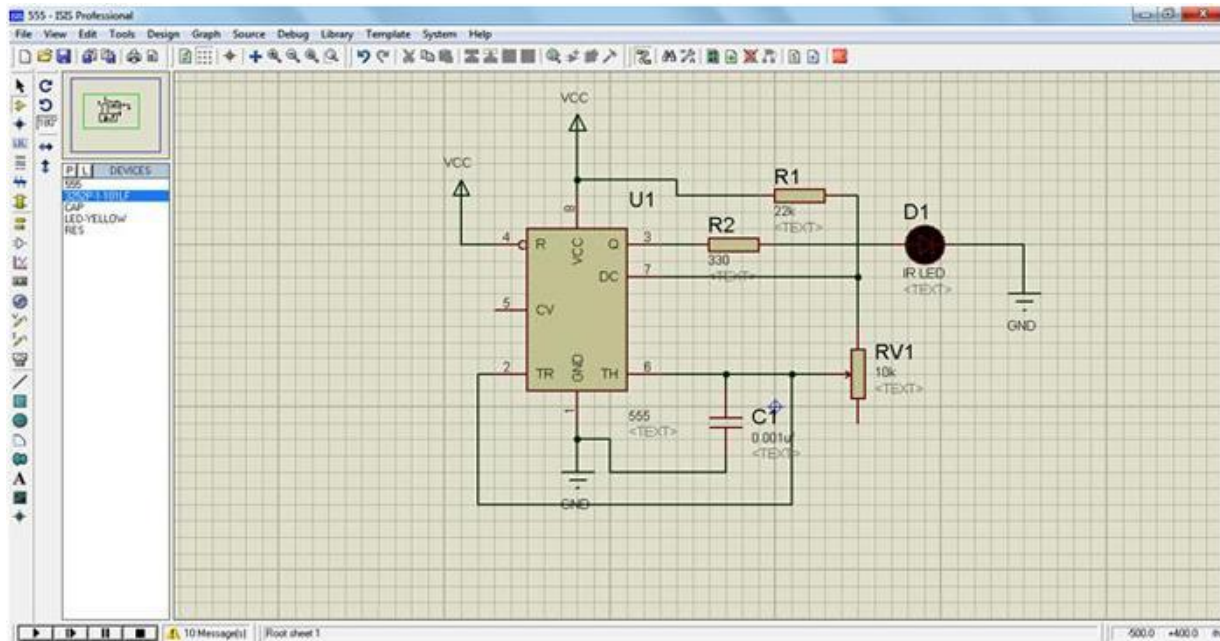 555 - ISIS Professional
File View Edit Tools Design Graph Source Debug Library Template System Help
P L DEVICES
555
CAP
LED-YELLOW
RES
VCC
VCC
R1
22k
<TEXT>
U1
R2
330
<TEXT>
D1
IR LED
<TEXT>
GND
8
4 R VCC Q 3
DC 7
5 CV
2 TR GND TH 6
1
555
<TEXT>
C1
0.001u
<TEXT>
RV1
10k
<TEXT>
GND
A
10 Message(s) Root sheet 1 -500.0 +400.0